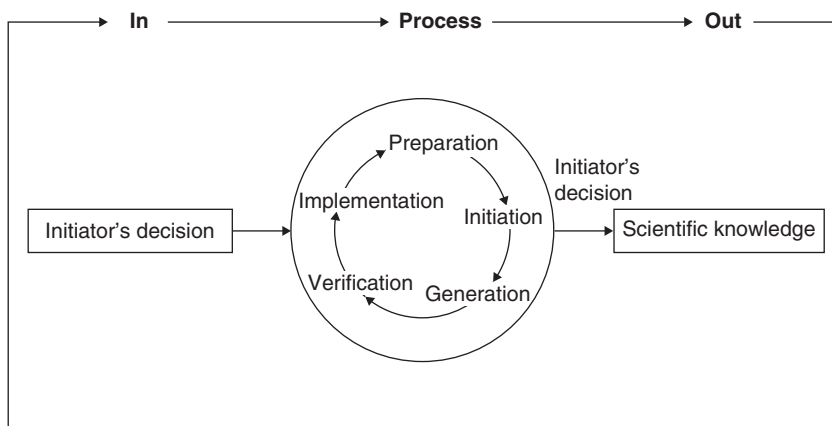 In Process Out
Preparation
Initiator's
decision
Implementation
Initiation
Initiator's decision
Scientific knowledge
Verification
Generation